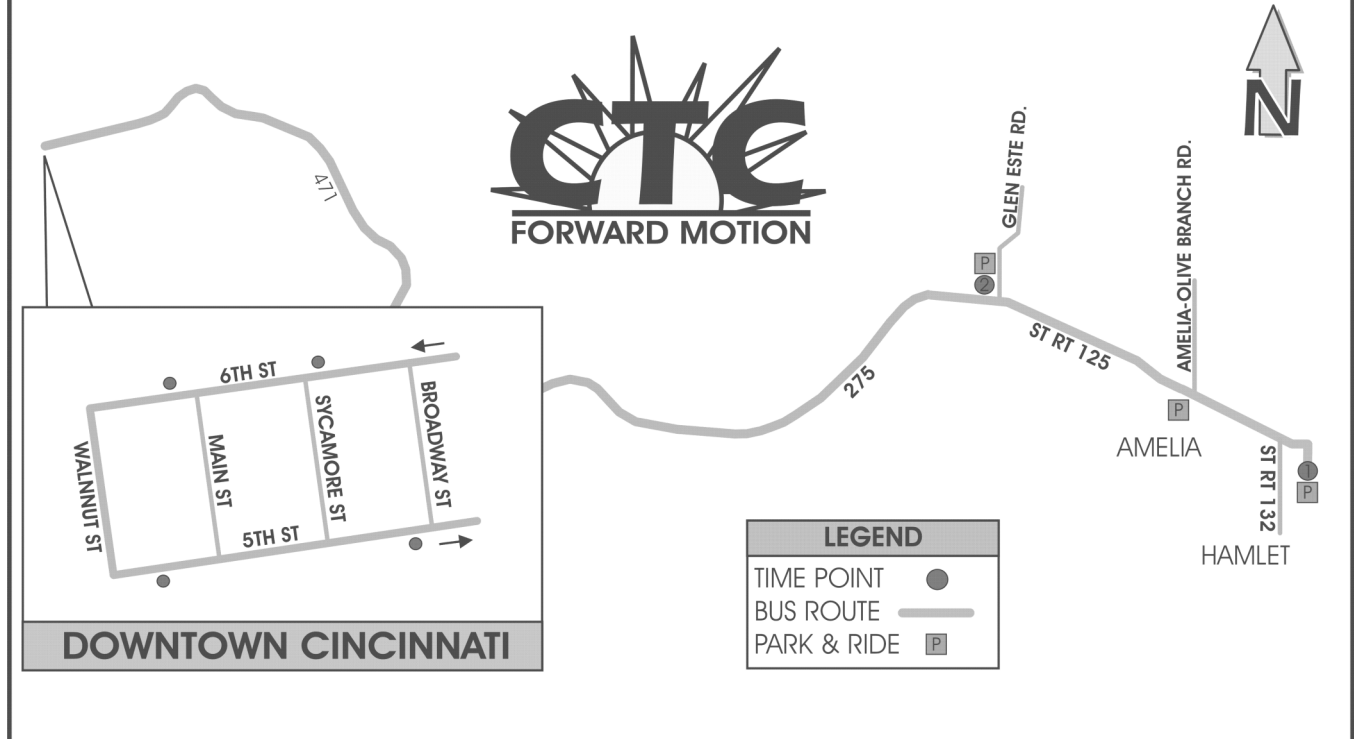 CTC
FORWARD MOTION
N
471
GLEN ESTE RD.
AMELIA-OLIVE BRANCH RD.
P
2
ST RT 125
275
P
AMELIA
ST RT 132
1
P
HAMLET
6TH ST
WALNNUT ST
MAIN ST
SYCAMORE ST
BROADWAY ST
5TH ST
DOWNTOWN CINCINNATI
LEGEND
TIME POINT
BUS ROUTE
PARK & RIDE P